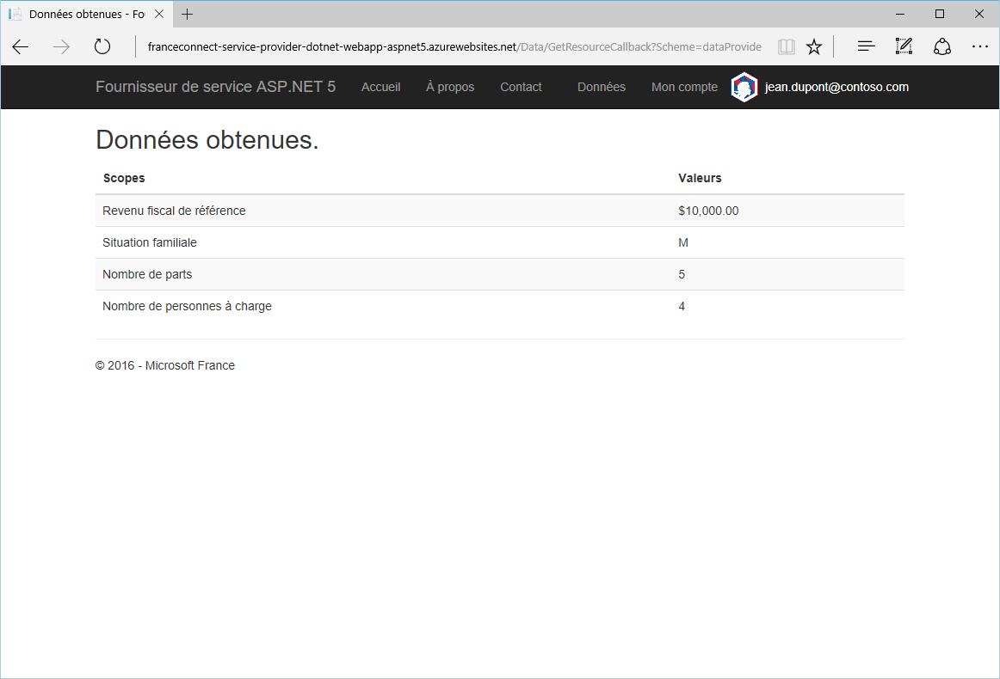 Données obtenues - Fo
franceconnect-service-provider-dotnet-webapp-aspnet5.azurewebsites.net/Data/GetResourceCallback?Scheme=dataProvide
Fournisseur de service ASP.NET 5 Accueil À propos Contact Données Mon compte jean.dupont@contoso.com
Données obtenues.
Scopes Valeurs
Revenu fiscal de référence $10,000.00
Situation familiale M
Nombre de parts 5
Nombre de personnes à charge 4
© 2016 - Microsoft France